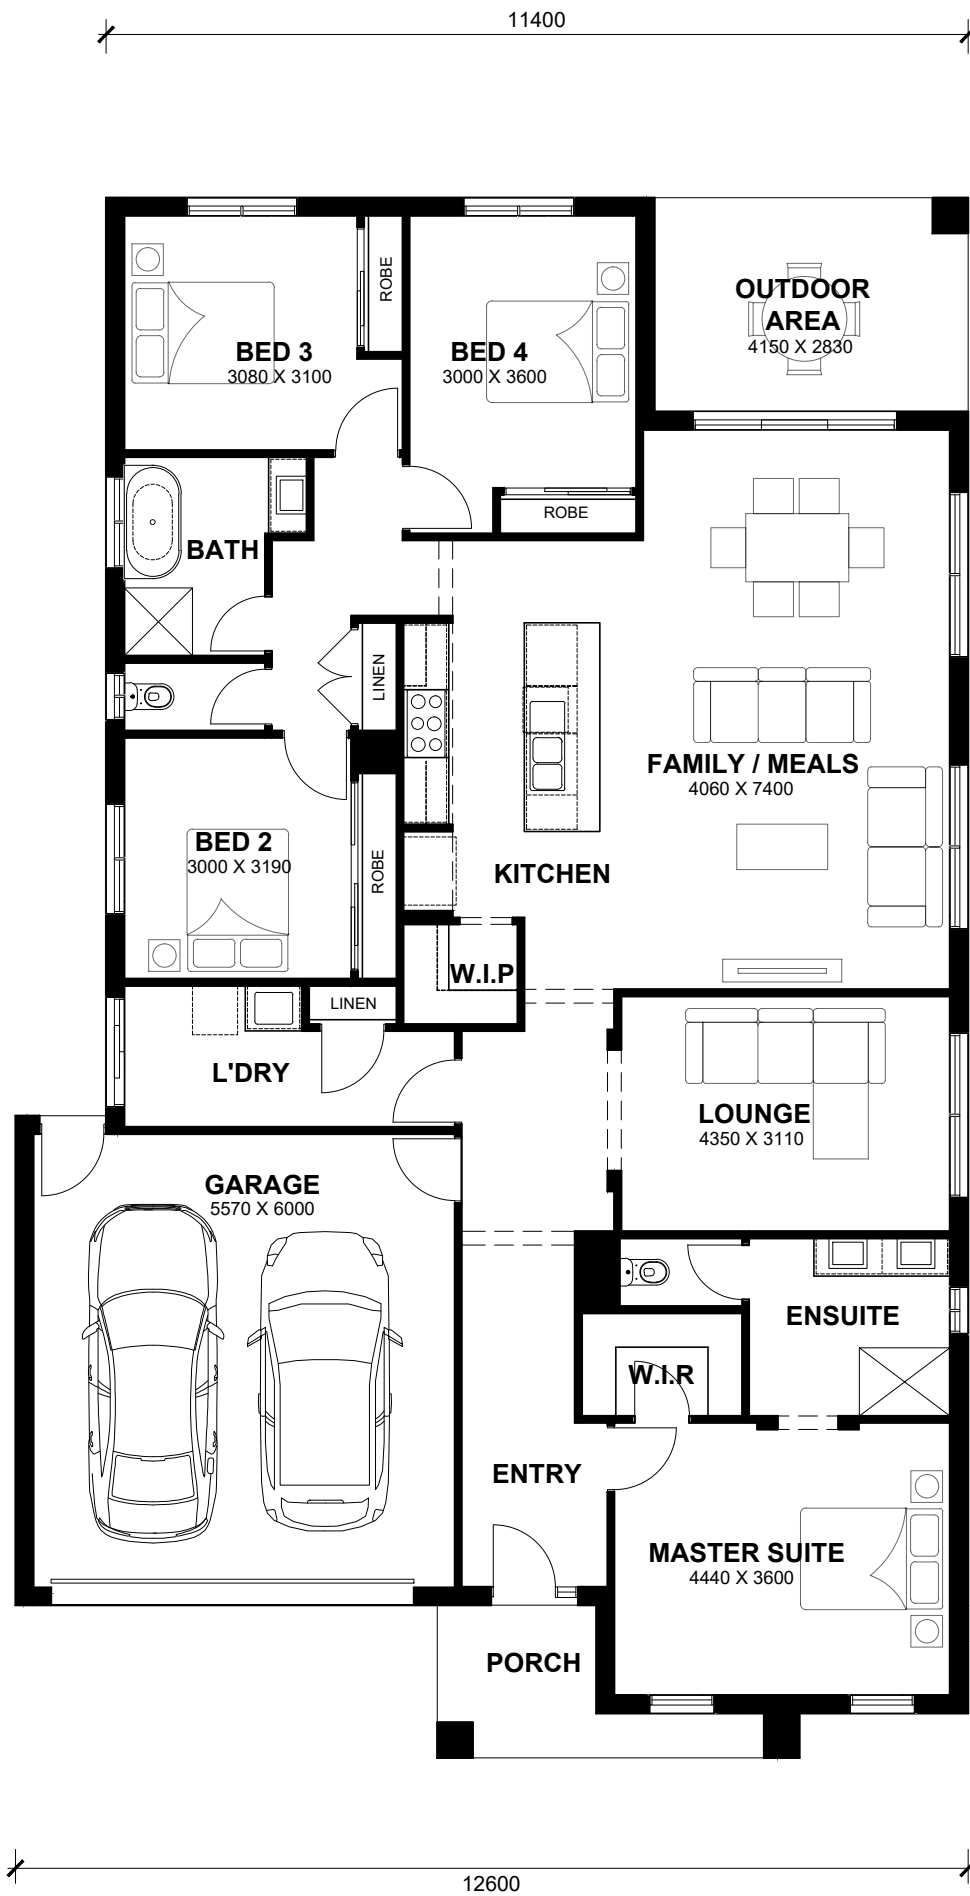 11400
BED 3
3080 X 3100
ROBE
BED 4
3000 X 3600
ROBE
OUTDOOR
AREA
4150 X 2830
BATH
LINEN
FAMILY / MEALS
4060 X 7400
BED 2
3000 X 3190
ROBE
KITCHEN
W.I.P
LINEN
L'DRY
LOUNGE
4350 X 3110
GARAGE
5570 X 6000
ENSUITE
W.I.R
ENTRY
MASTER SUITE
4440 X 3600
PORCH
12600